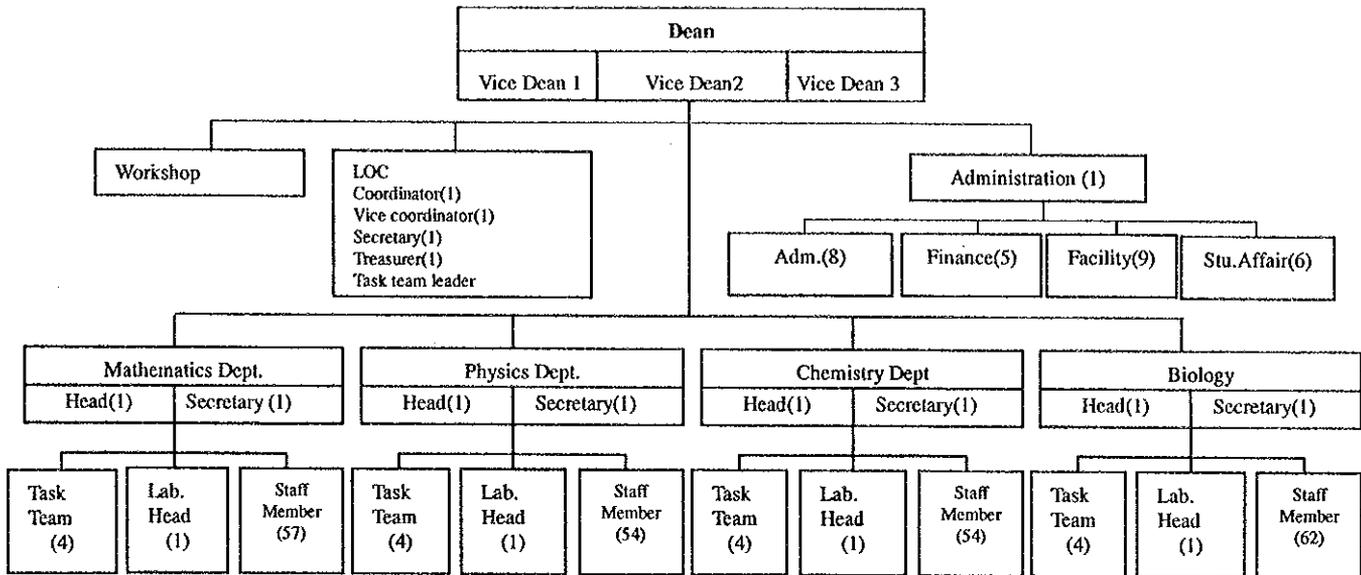 Dean
Vice Dean 1
Vice Dean2
Vice Dean 3
Workshop
LOC
Coordinator(1)
Vice coordinator(1)
Secretary(1)
Treasurer(1)
Task team leader
Administration (1)
Adm.(8)
Finance(5)
Facility(9)
Stu.Affair(6)
Mathematics Dept.
Head(1)
Secretary (1)
Physics Dept.
Head(1)
Secretary(1)
Chemistry Dept
Head(1)
Secretary(1)
Biology
Head(1)
Secretary(1)
Task
Team
(4)
Lab.
Head
(1)
Staff
Member
(57)
Task
Team
(4)
Lab.
Head
(1)
Staff
Member
(54)
Task
Team
(4)
Lab.
Head
(1)
Staff
Member
(54)
Task
Team
(4)
Lab.
Head
(1)
Staff
Member
(62)